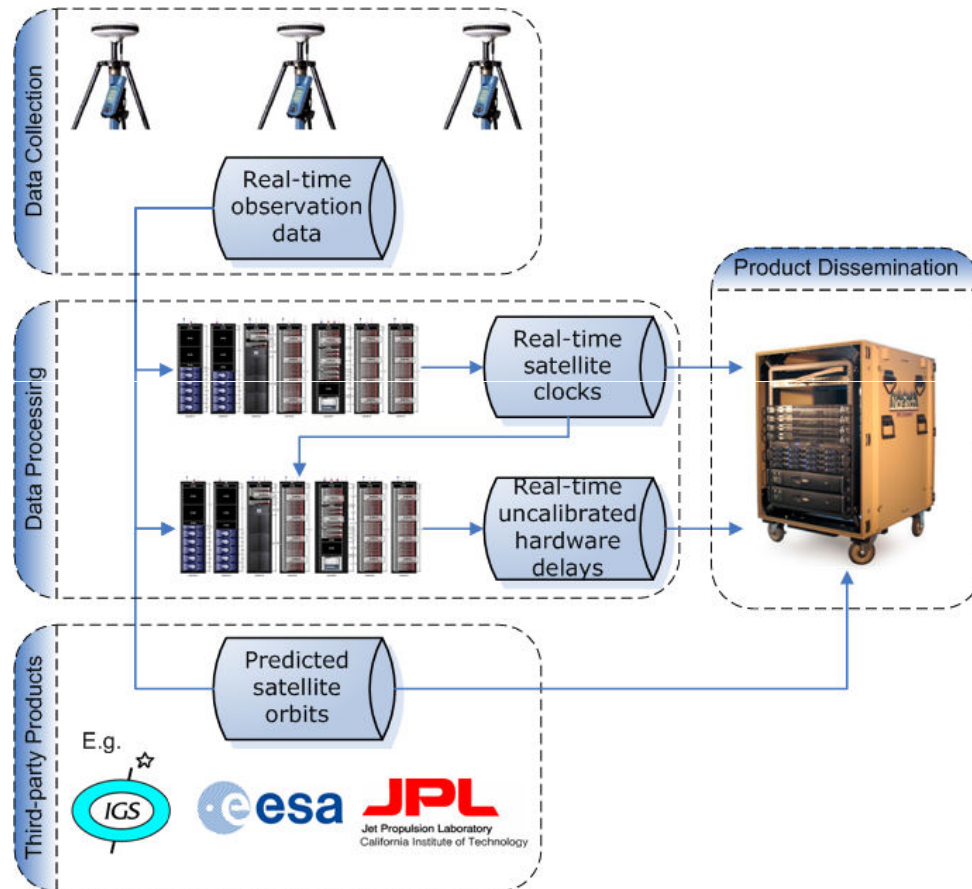 Data Collection
Real-time
observation
data
Product Dissemination
Data Processing
Real-time
satellite
clocks
Real-time
uncalibrated
hardware
delays
Third-party Products
Predicted
satellite
orbits
E.g.
IGS
esa
JPL
Jet Propulsion Laboratory
California Institute of Technology